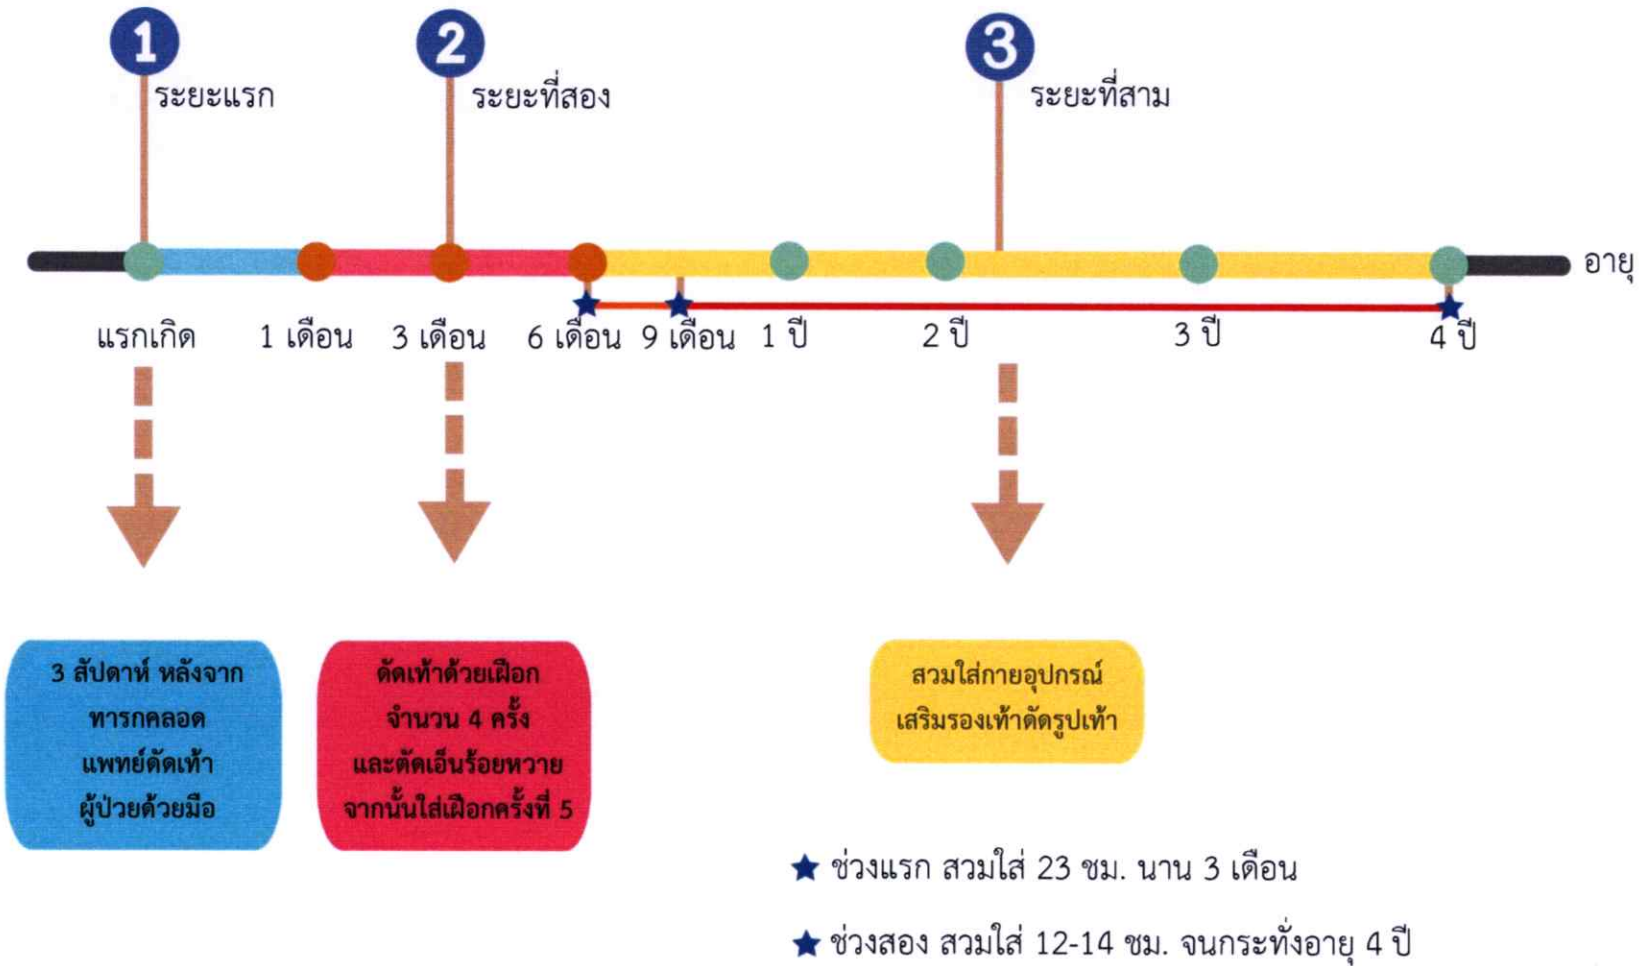 1
2
3
ระยะแรก
ระยะที่สอง
ระยะที่สาม
อายุ
แรกเกิด
1 เดือน
3 เดือน
6 เดือน
9 เดือน
1 ปี
2 ปี
3 ปี
4 ปี
3 สัปดาห์ หลังจาก
ทารกคลอด
แพทย์ดัดเท้า
ผู้ป่วยด้วยมือ
ดัดเท้าด้วยเฝือก
จำนวน 4 ครั้ง
และตัดเอ็นร้อยหวาย
จากนั้นใส่เฝือกครั้งที่ 5
สวมใส่กายอุปกรณ์
เสริมรองเท้าดัดรูปเท้า
ช่วงแรก สวมใส่ 23 ชม. นาน 3 เดือน
ช่วงสอง สวมใส่ 12-14 ชม. จนกระทั่งอายุ 4 ปี